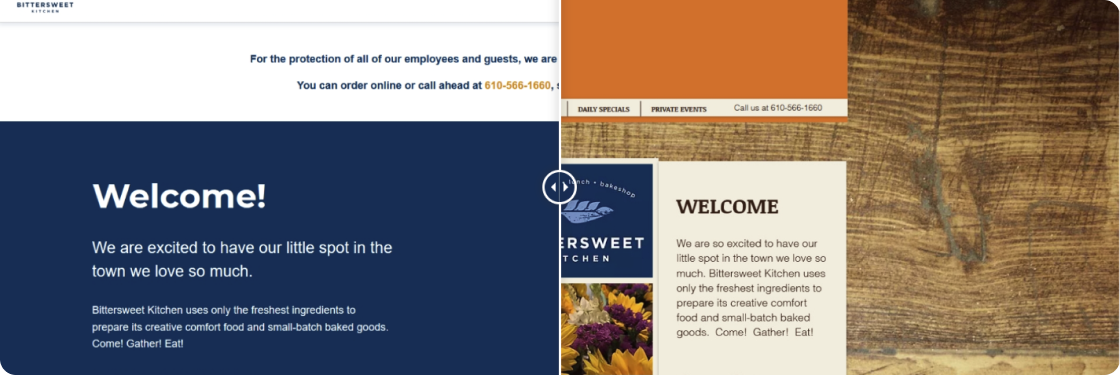 BITTERSWEET
KITCHEN
For the protection of all of our employees and guests, we are
You can order online or call ahead at 610-566-1660,
Welcome!
We are excited to have our little spot in the
town we love so much.
Bittersweet Kitchen uses only the freshest ingredients to
prepare its creative comfort food and small-batch baked goods.
Come! Gather! Eat!
DAILY SPECIALS
PRIVATE EVENTS
Call us at 610-566-1660
lunch • bakeshop
ERSWEET
TCHEN
WELCOME
We are so excited to have our
little spot in the town we love so
much. Bittersweet Kitchen uses
only the freshest ingredients to
prepare its creative comfort
food and small-batch baked
goods. Come! Gather! Eat!